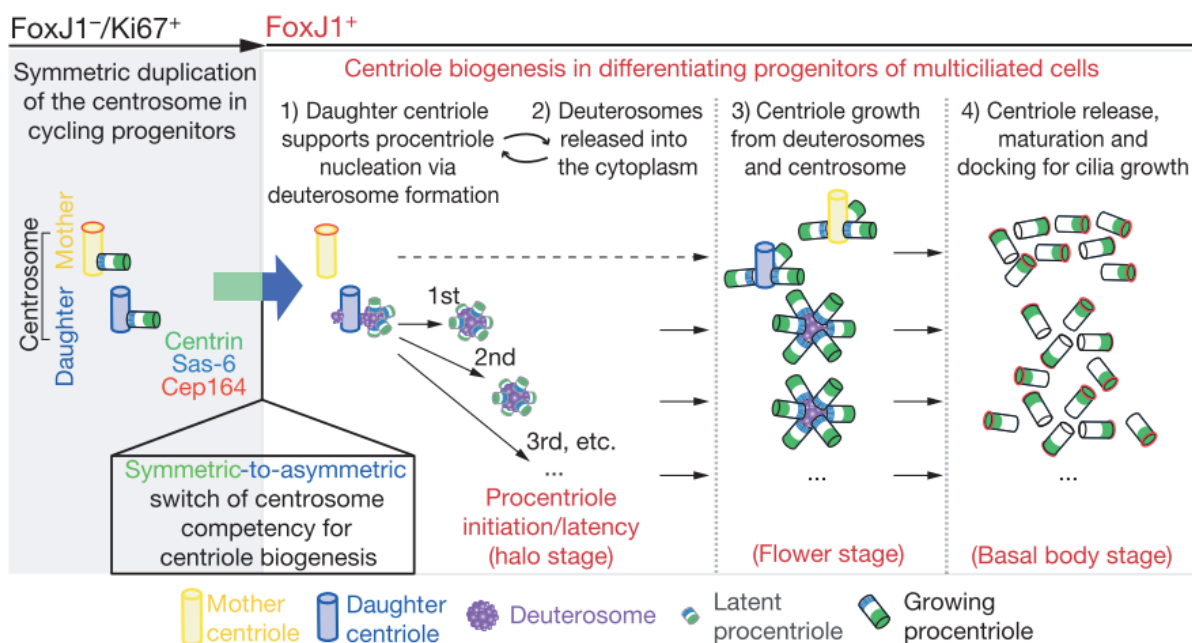 FoxJ1⁻/Ki67⁺
FoxJ1⁺
Symmetric duplication
of the centrosome in
cycling progenitors
Centriole biogenesis in differentiating progenitors of multiciliated cells
1) Daughter centriole
supports procentriole
nucleation via
deuterosome formation
2) Deuterosomes
released into
the cytoplasm
3) Centriole growth
from deuterosomes
and centrosome
4) Centriole release,
maturation and
docking for cilia growth
Centrosome
Mother
Daughter
Centrin
Sas-6
Cep164
1st
2nd
3rd, etc.
...
...
...
Symmetric-to-asymmetric
switch of centrosome
competency for
centriole biogenesis
Procentriole
initiation/latency
(halo stage)
(Flower stage)
(Basal body stage)
Mother
centriole
Daughter
centriole
Deuterosome
Latent
procentriole
Growing
procentriole